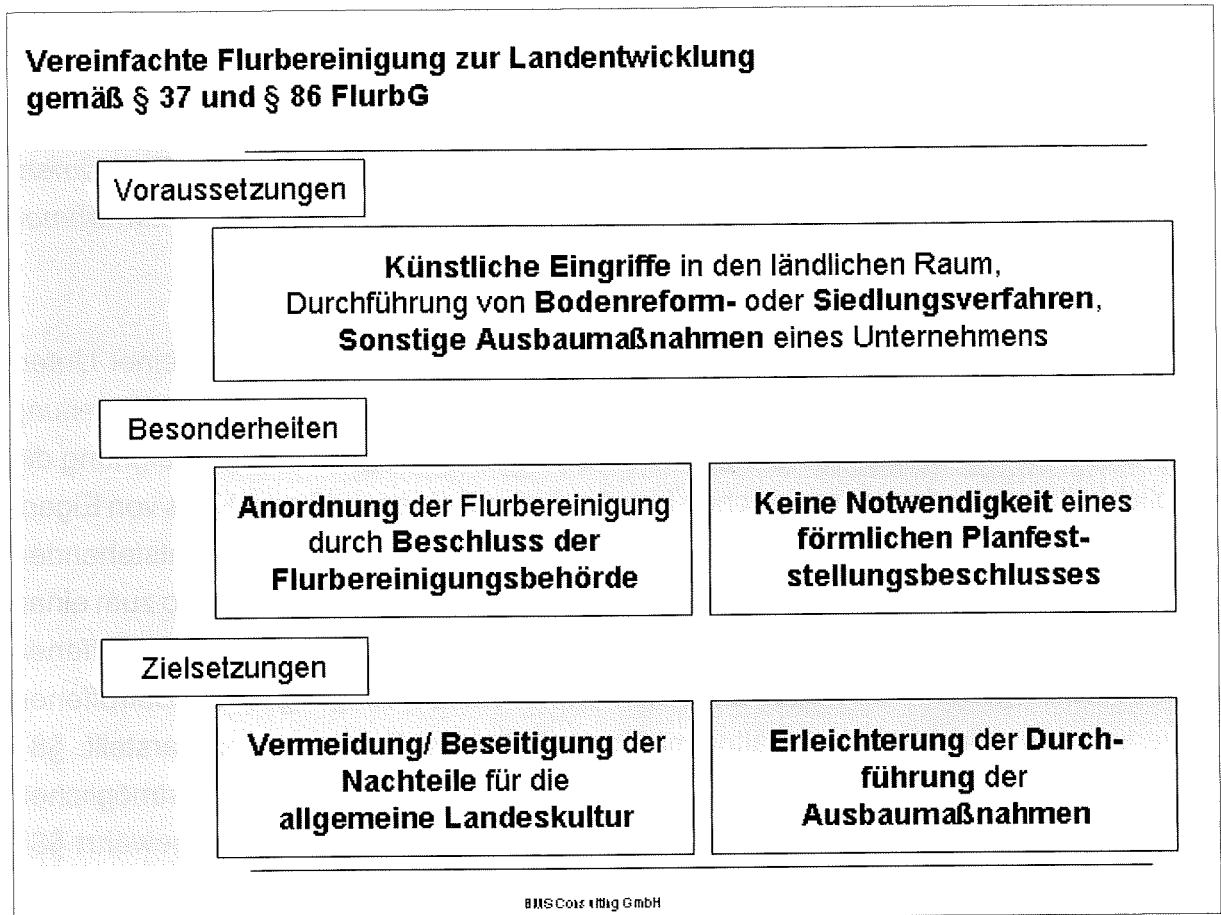 Vereinfachte Flurbereinigung zur Landentwicklung
gemäß § 37 und § 86 FlurbG
Voraussetzungen
Künstliche Eingriffe in den ländlichen Raum,
Durchführung von Bodenreform- oder Siedlungsverfahren,
Sonstige Ausbaumaßnahmen eines Unternehmens
Besonderheiten
Anordnung der Flurbereinigung
durch Beschluss der
Flurbereinigungsbehörde
Keine Notwendigkeit eines
förmlichen Planfest-
stellungsbeschlusses
Zielsetzungen
Vermeidung/ Beseitigung der
Nachteile für die
allgemeine Landeskultur
Erleichterung der Durch-
führung der
Ausbaumaßnahmen
BMS Consulting GmbH